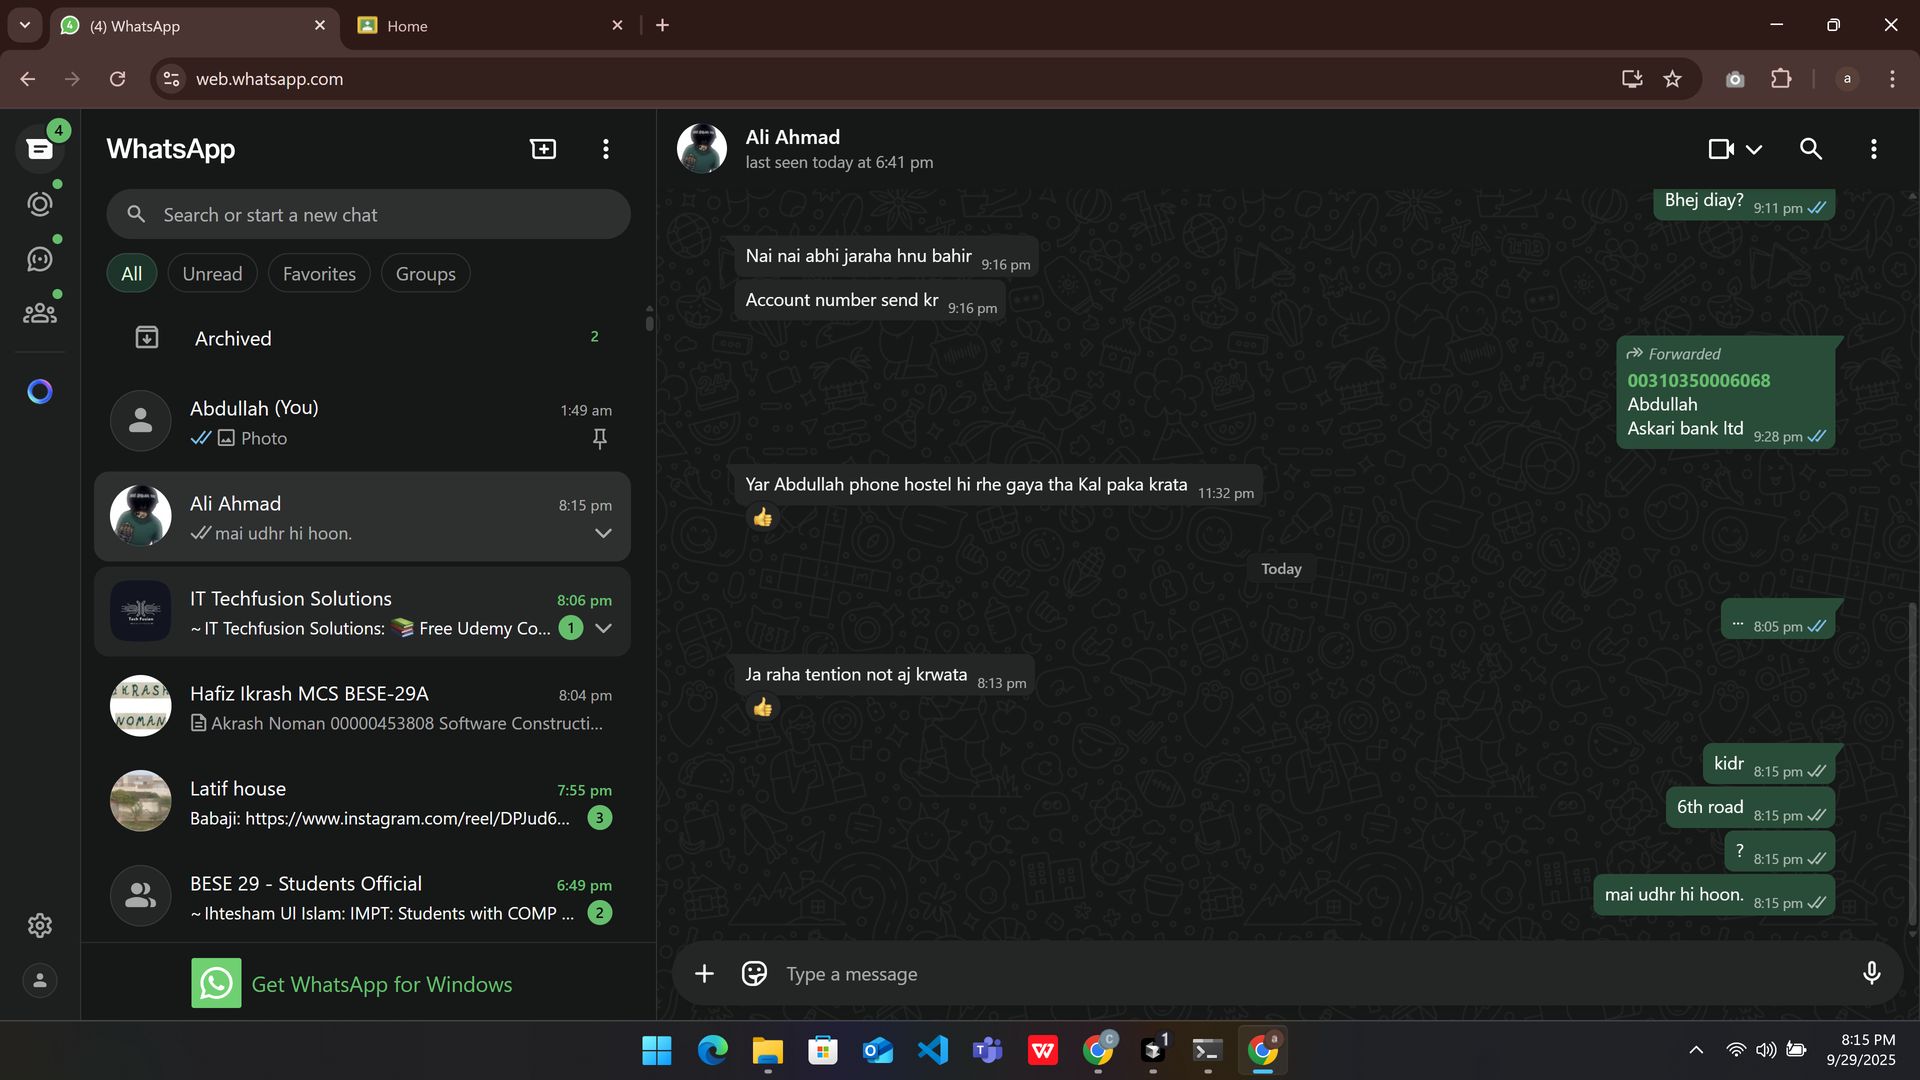 (4) WhatsApp
Home
web.whatsapp.com
a
4
WhatsApp
Search or start a new chat
All
Unread
Favorites
Groups
Archived
2
Abdullah (You)
1:49 am
Photo
Ali Ahmad
8:15 pm
mai udhr hi hoon.
IT Techfusion Solutions
8:06 pm
~ IT Techfusion Solutions: 📚 Free Udemy Co...
1
Hafiz Ikrash MCS BESE-29A
8:04 pm
Akrash Noman 00000453808 Software Constructi...
Latif house
7:55 pm
Babaji: https://www.instagram.com/reel/DPJud6...
3
BESE 29 - Students Official
6:49 pm
~ Ihtesham Ul Islam: IMPT: Students with COMP ...
2
Get WhatsApp for Windows
Ali Ahmad
last seen today at 6:41 pm
Bhej diay? 9:11 pm
Nai nai abhi jaraha hnu bahir 9:16 pm
Account number send kr 9:16 pm
Forwarded
00310350006068
Abdullah
Askari bank ltd 9:28 pm
Yar Abdullah phone hostel hi rhe gaya tha Kal paka krata 11:32 pm
👍
Today
... 8:05 pm
Ja raha tention not aj krwata 8:13 pm
👍
kidr 8:15 pm
6th road 8:15 pm
? 8:15 pm
mai udhr hi hoon. 8:15 pm
Type a message
8:15 PM
9/29/2025